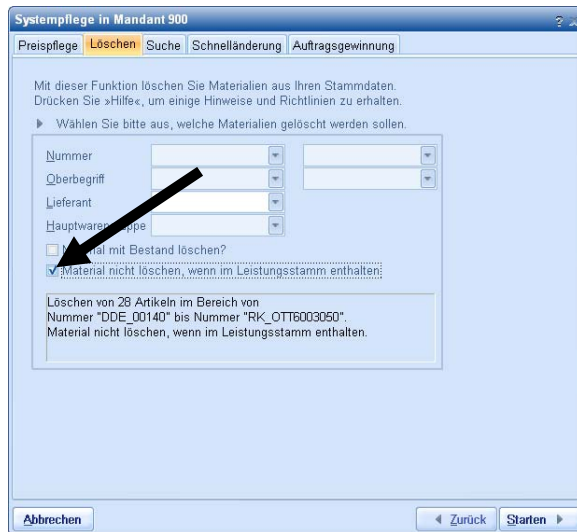 Systempflege in Mandant 900
Preispflege Löschen Suche Schnelländerung Auftragsgewinnung
Mit dieser Funktion löschen Sie Materialien aus Ihren Stammdaten.
Drücken Sie »Hilfe«, um einige Hinweise und Richtlinien zu erhalten.
Wählen Sie bitte aus, welche Materialien gelöscht werden sollen.
Nummer
Oberbegriff
Lieferant
mit Bestand löschen?
Material nicht löschen, wenn im Leistungsstamm enthalten
Löschen von 28 Artikeln im Bereich von
Nummer "DDE_00140" bis Nummer "RK_OTT6003050".
Material nicht löschen, wenn im Leistungsstamm enthalten.
Abbrechen Zurück Starten